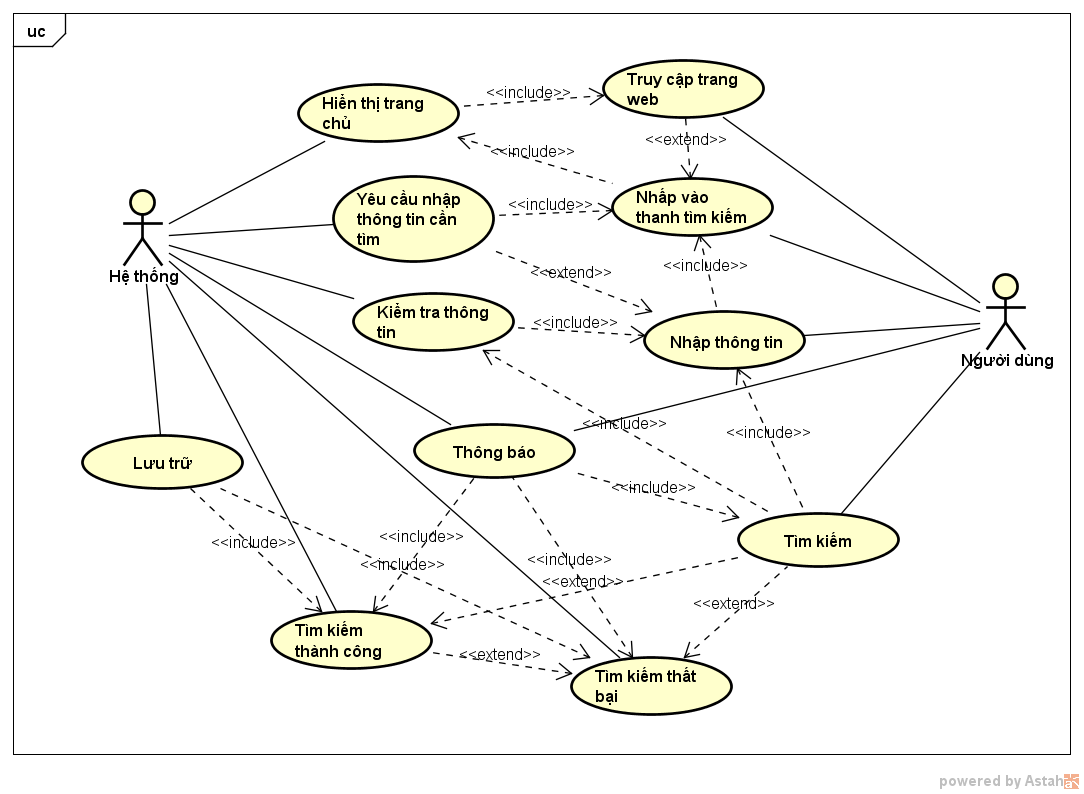 uc
Truy cập trang
web
<<include>>
Hiển thị trang
chủ
<<extend>>
<<include>>
Yêu cầu nhập
thông tin cần
tìm
<<include>>
Nhấp vào
thanh tìm kiếm
<<include>>
<<extend>>
Hệ thống
Kiểm tra thông
tin
<<include>>
Nhập thông tin
Người dùng
<<include>>
<<include>>
Thông báo
Lưu trữ
<<include>>
Tìm kiếm
<<include>>
<<include>>
<<include>>
<<include>>
<<extend>>
<<extend>>
Tìm kiếm
thành công
<<extend>>
Tìm kiếm thất
bại
powered by Astah